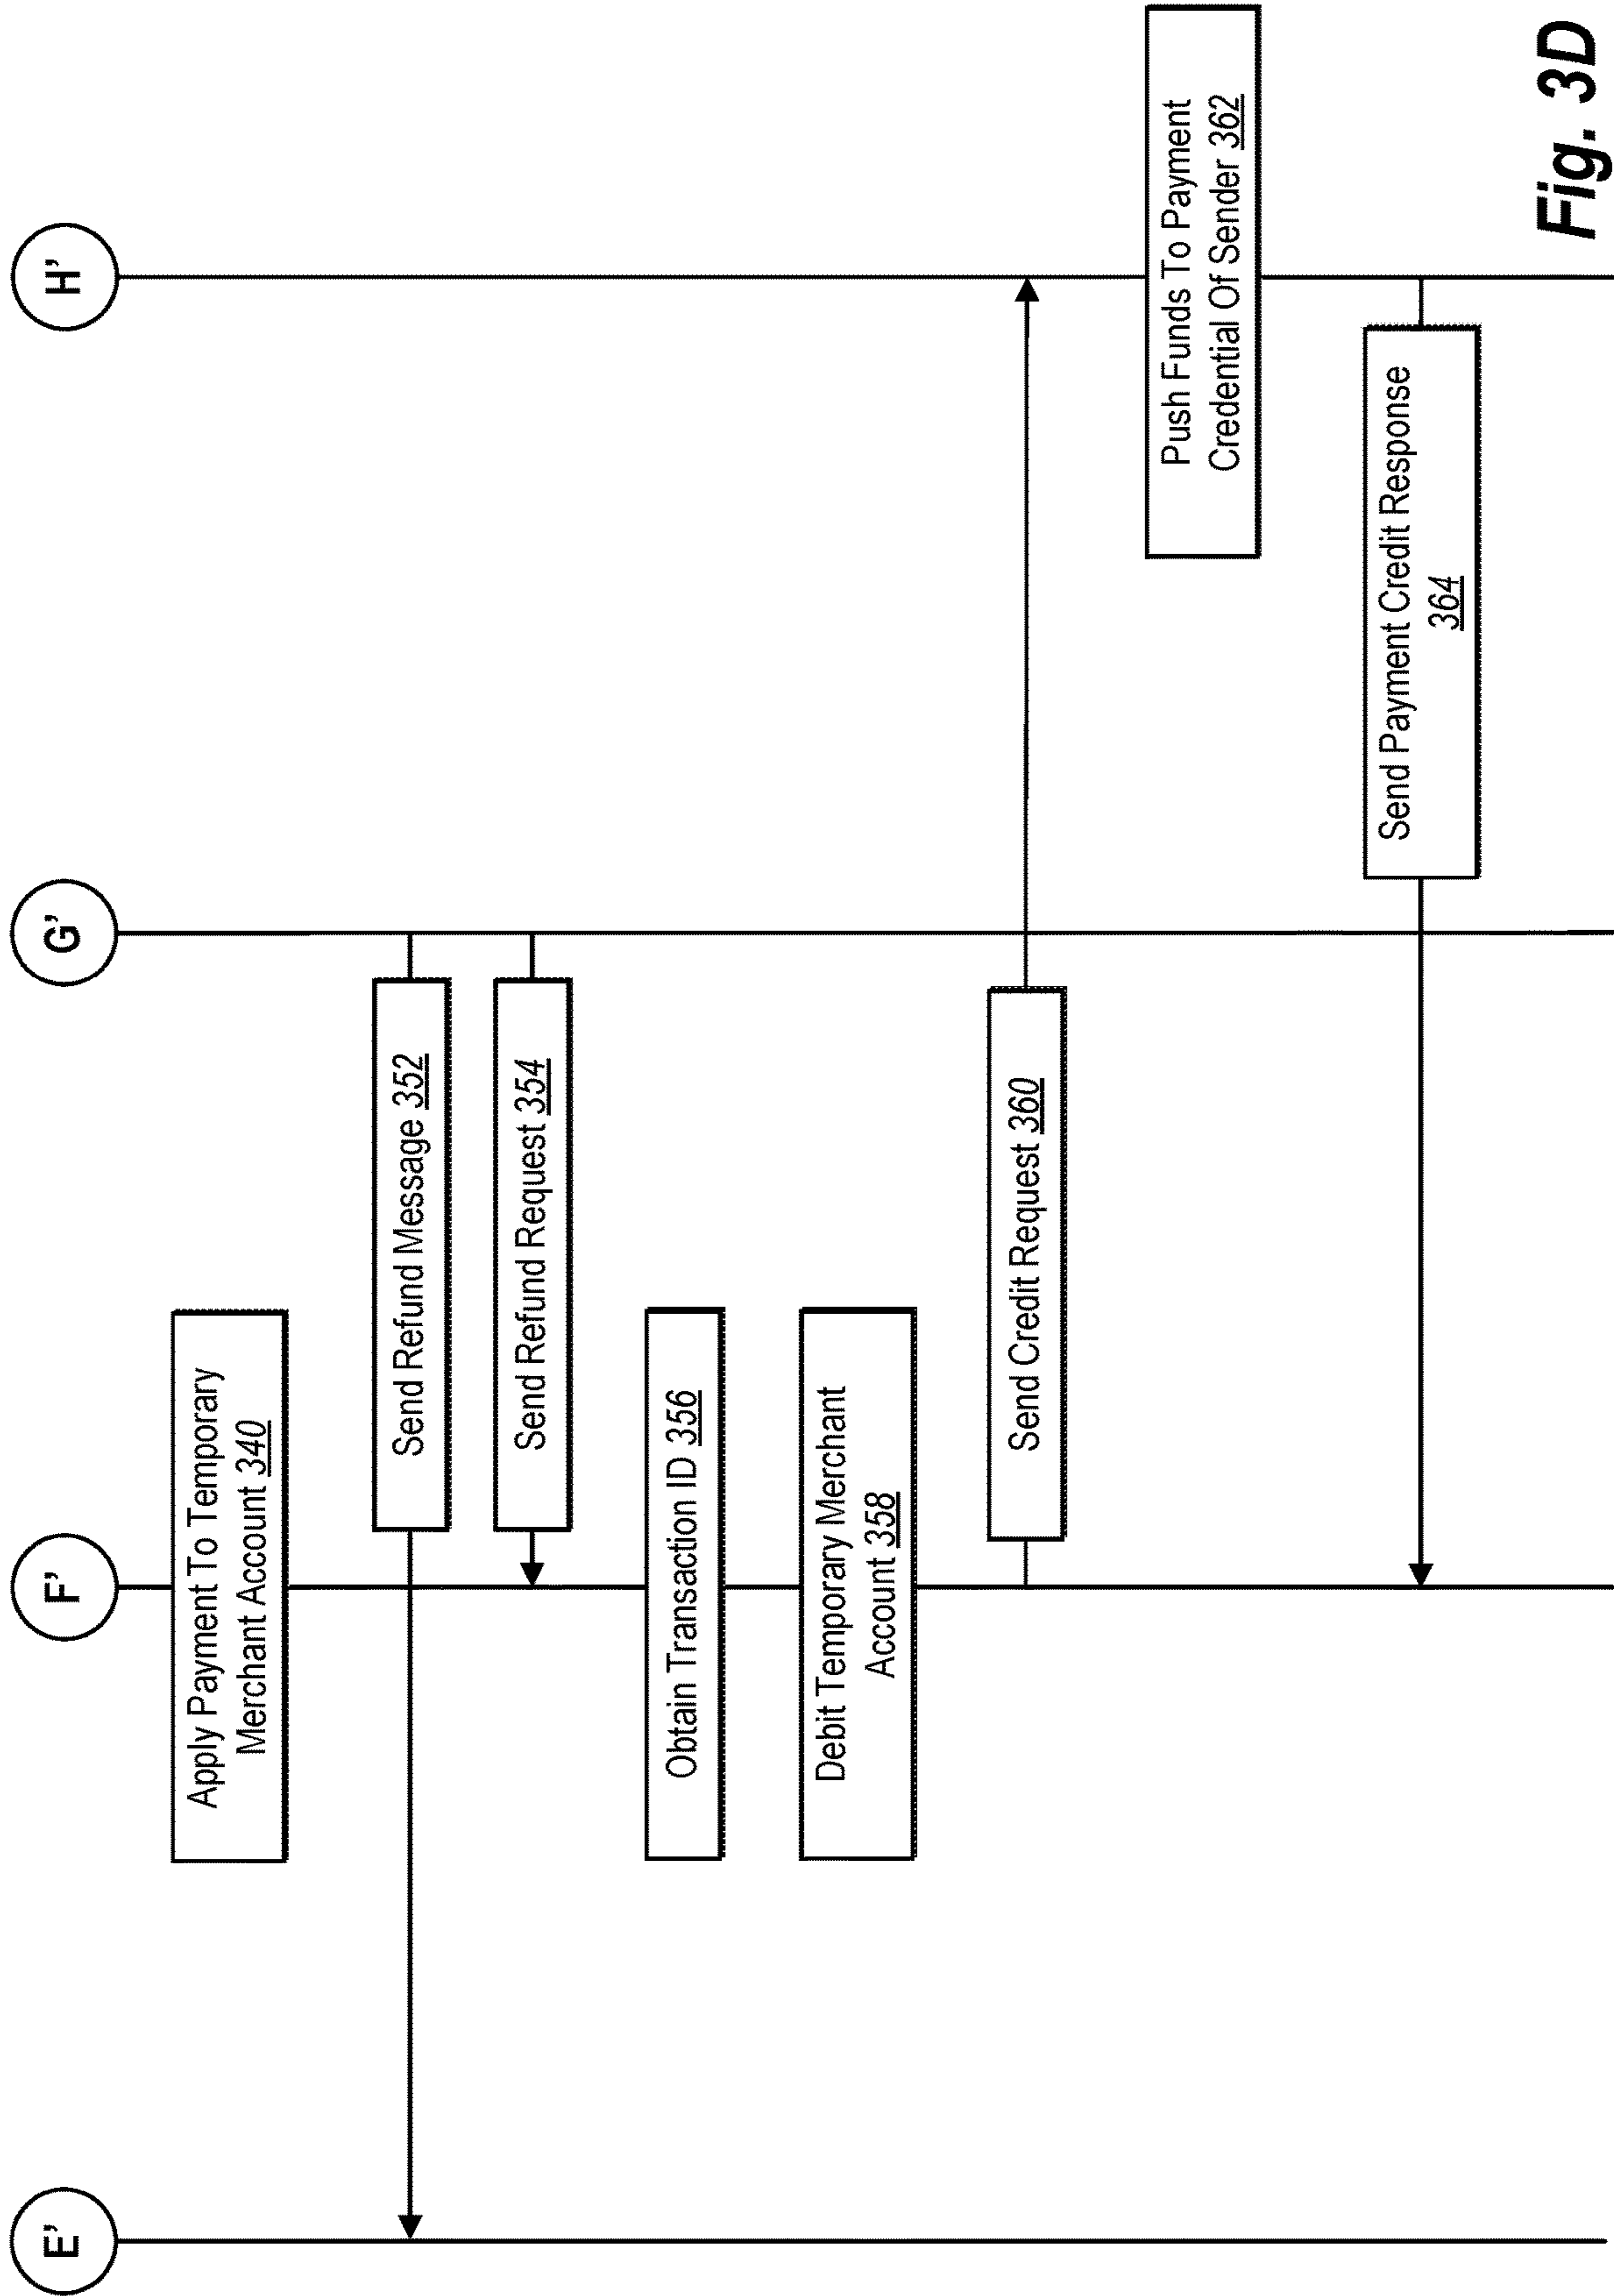 E’
F’
G’
H’
Apply Payment To Temporary
Merchant Account 340
Send Refund Message 352
Send Refund Request 354
Obtain Transaction ID 356
Debit Temporary Merchant
Account 358
Send Credit Request 360
Push Funds To Payment
Credential Of Sender 362
Send Payment Credit Response
364
Fig. 3D